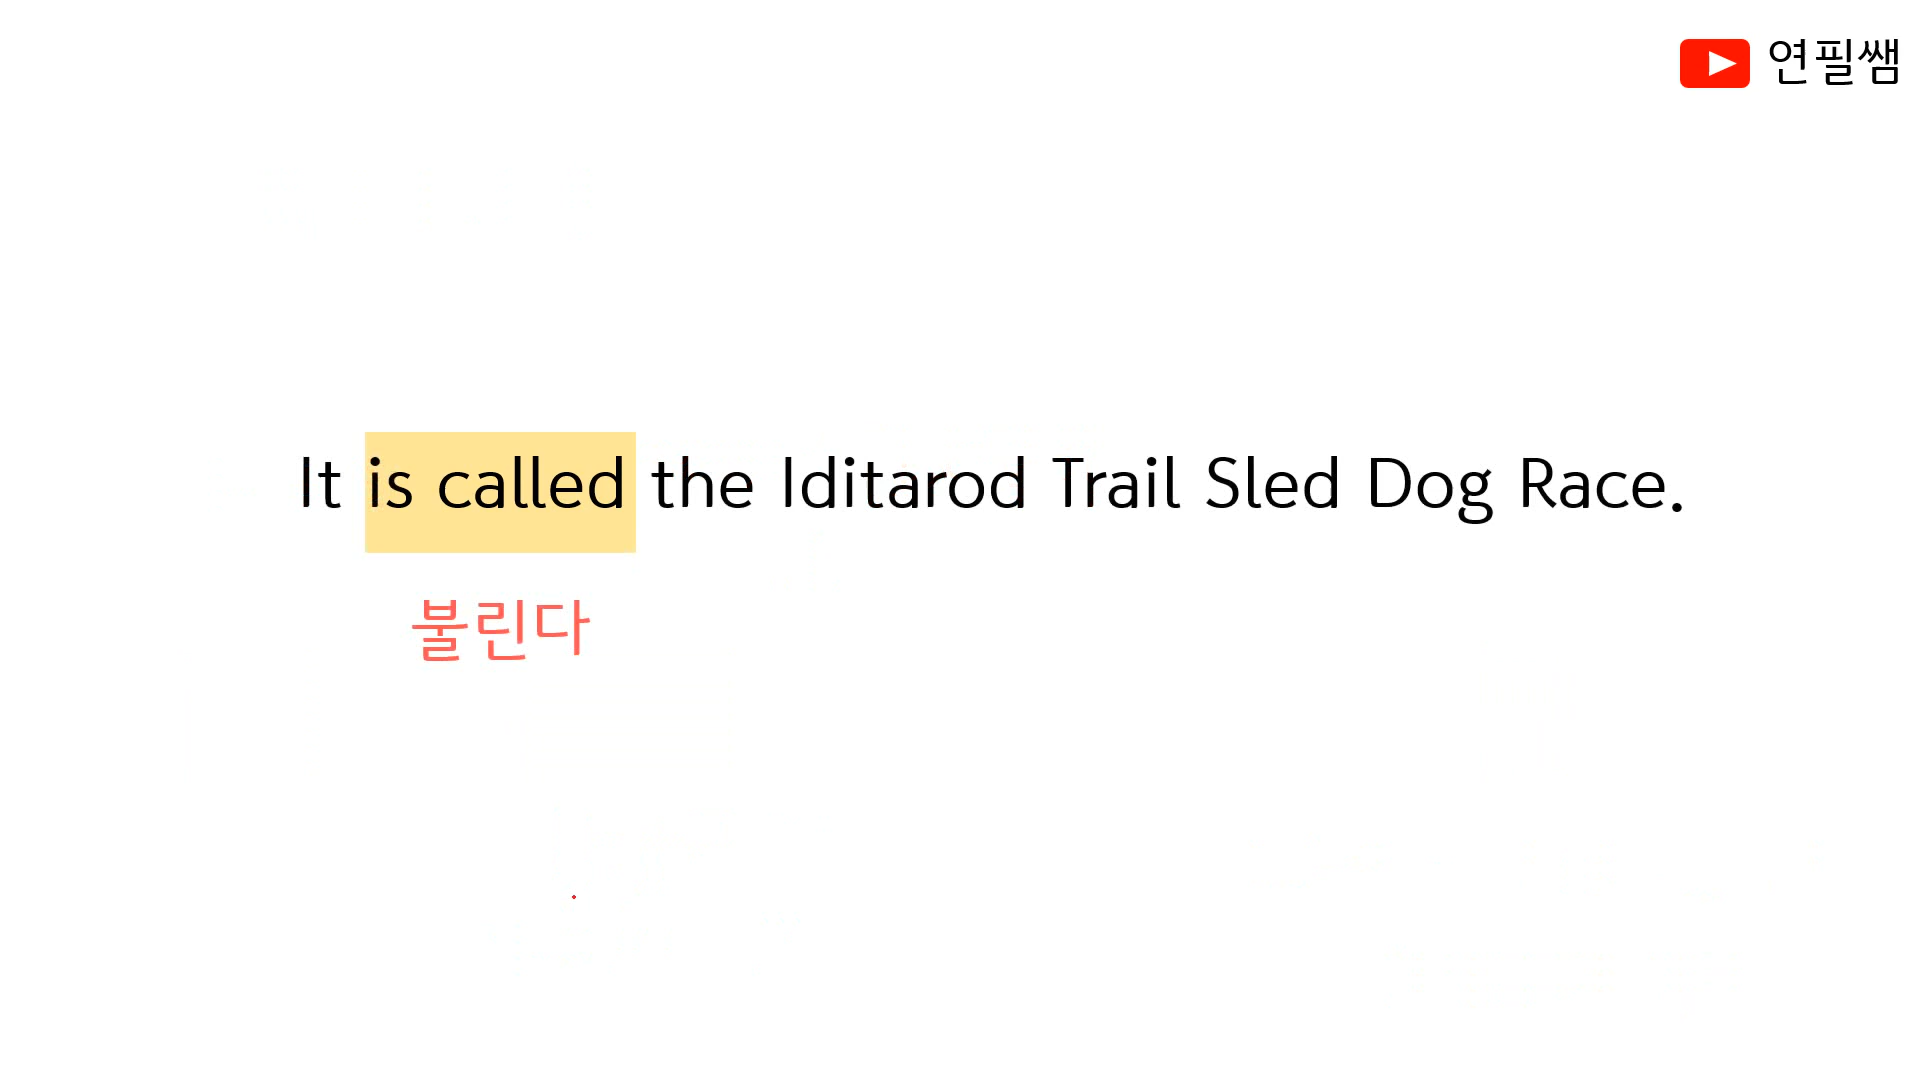 연필쌤
It is called the Iditarod Trail Sled Dog Race.
불린다